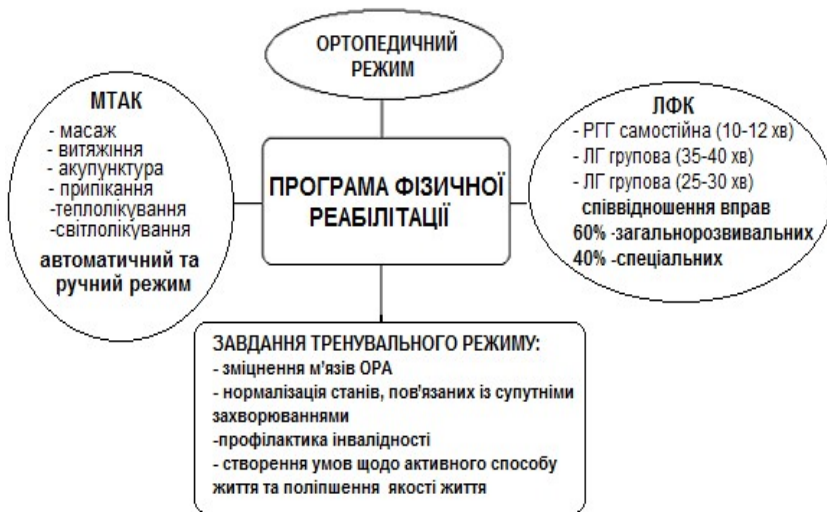 ОРТОПЕДИЧНИЙ
РЕЖИМ
МТАК
- масаж
- витяжіння
- акупунктура
- припікання
-теплолікування
-світлолікування
автоматичний та
ручний режим
ПРОГРАМА ФІЗИЧНОЇ
РЕАБІЛІТАЦІЇ
ЛФК
- РГГ самостійна (10-12 хв)
- ЛГ групова (35-40 хв)
- ЛГ групова (25-30 хв)
співвідношення вправ
60% -загальнорозвивальних
40% -спеціальних
ЗАВДАННЯ ТРЕНУВАЛЬНОГО РЕЖИМУ:
- зміцнення м’язів ОРА
- нормалізація станів, пов’язаних із супутніми
захворюваннями
-профілактика інвалідності
- створення умов щодо активного способу
життя та поліпшення якості життя